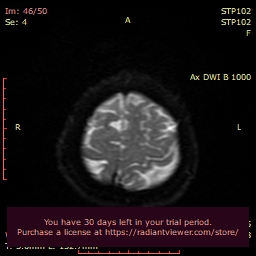 Im: 46/50
Se: 4
A
STP102
STP102
F
Ax DWI B 1000
R
L
You have 30 days left in your trial period.
Purchase a license at https://radiantviewer.com/store/